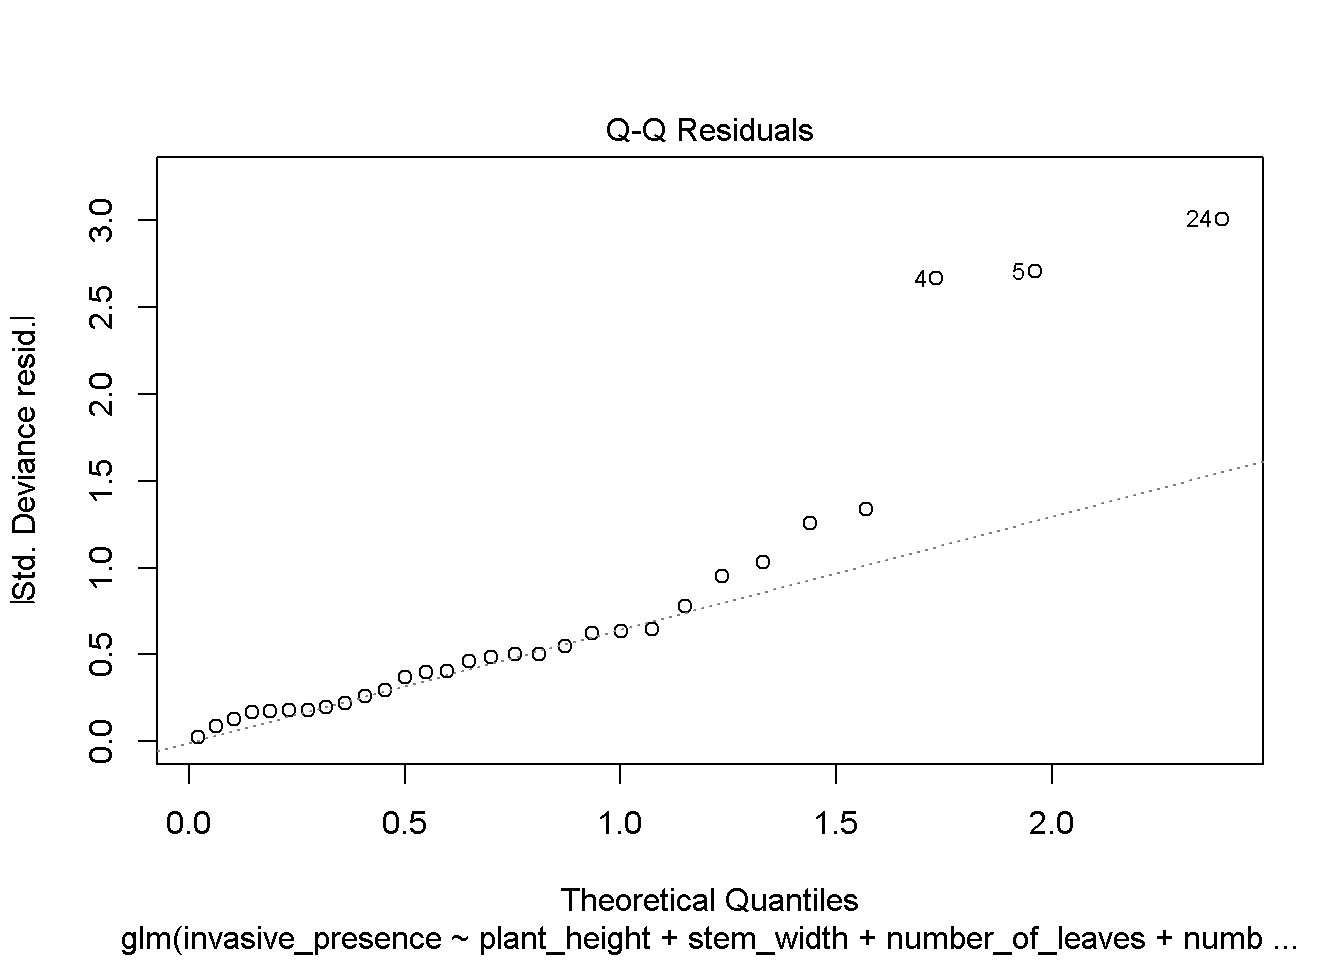 Q-Q Residuals
|Std. Deviance resid.|
3.0
2.5
2.0
1.5
1.0
0.5
0.0
24
4
5
0.0 0.5 1.0 1.5 2.0
Theoretical Quantiles
glm(invasive_presence ~ plant_height + stem_width + number_of_leaves + numb ...